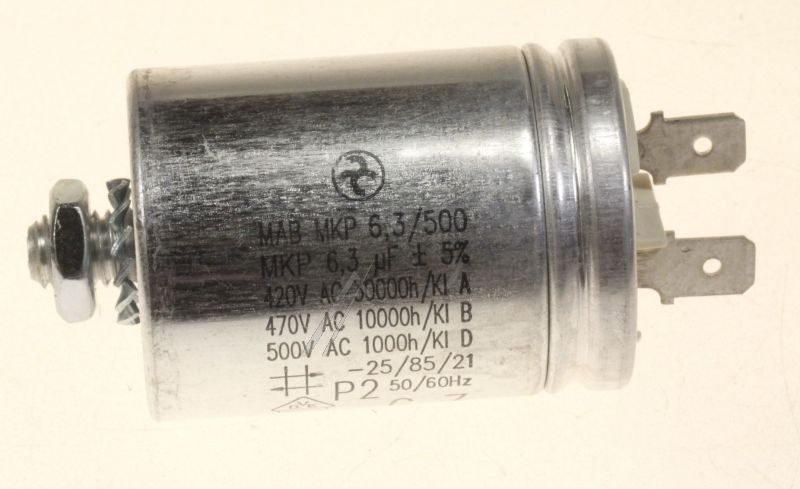 MAB MKP 6,3/500
MKP 6,3 µF ± 5%
420V AC 30000h/Kl A
470V AC 10000h/Kl B
500V AC 1000h/Kl D
-25/85/21
P2 50/60Hz
DVE